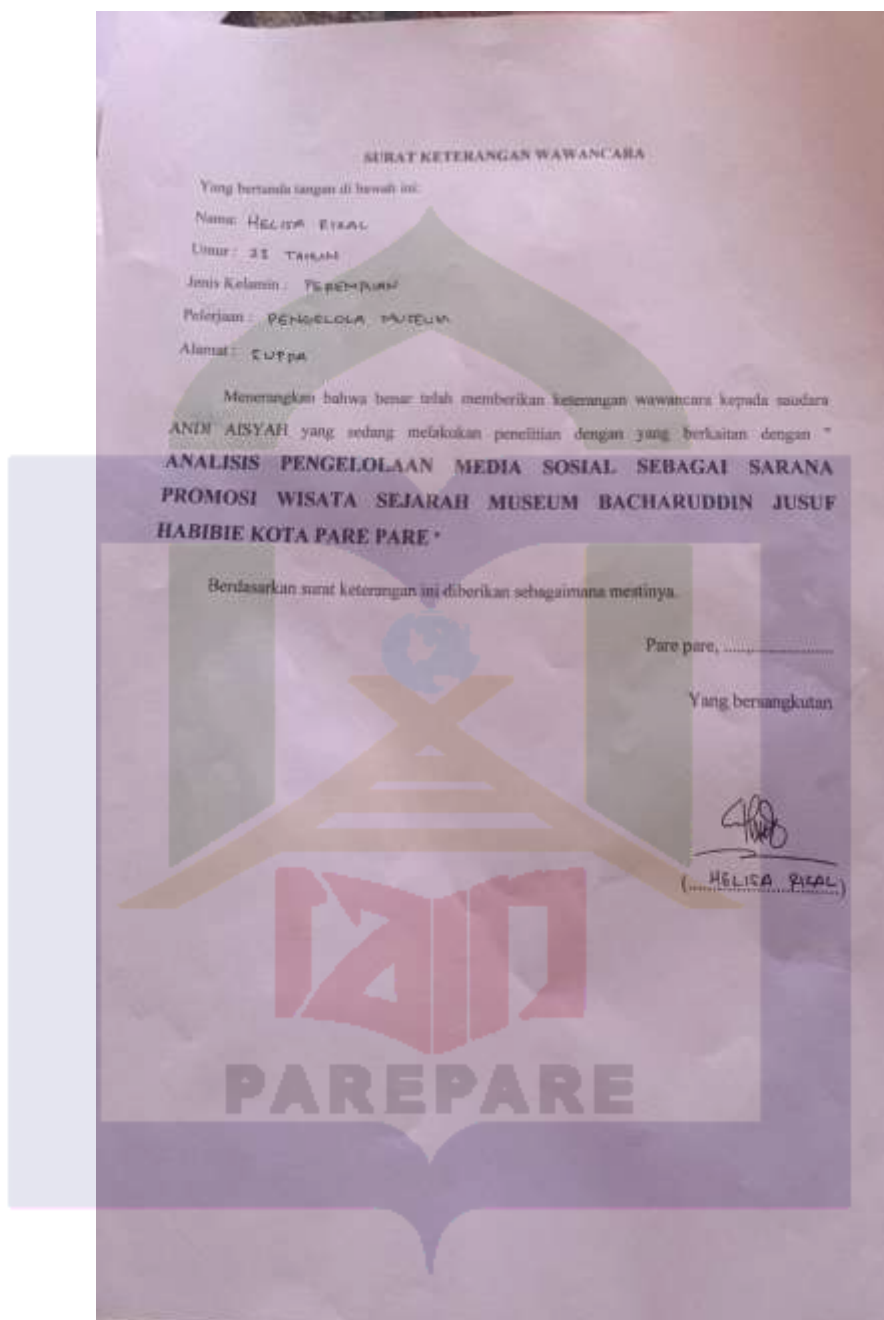 SURAT KETERANGAN WAWANCARA
Yang bertanda tangan di bawah ini:
Nama: HELISA RIKAL
Umur: TAHUN
Jenis Kelamin: PEREMPUAN
Pekerjaan: PENGELOLA MUSEUM
Alamat: SUPPA
Menerangkan bahwa benar telah memberikan keterangan wawancara kepada saudara
ANDI AISYAH yang sedang melakukan penelitian dengan yang berkaitan dengan "
ANALISIS PENGELOLAAN MEDIA SOSIAL SEBAGAI SARANA
PROMOSI WISATA SEJARAH MUSEUM BACHARUDDIN JUSUF
HABIBIE KOTA PARE PARE "
Berdasarkan surat keterangan ini diberikan sebagaimana mestinya.
Pare pare, ........................
Yang bersangkutan
(....HELISA RIKAL)
iain
PAREPARE